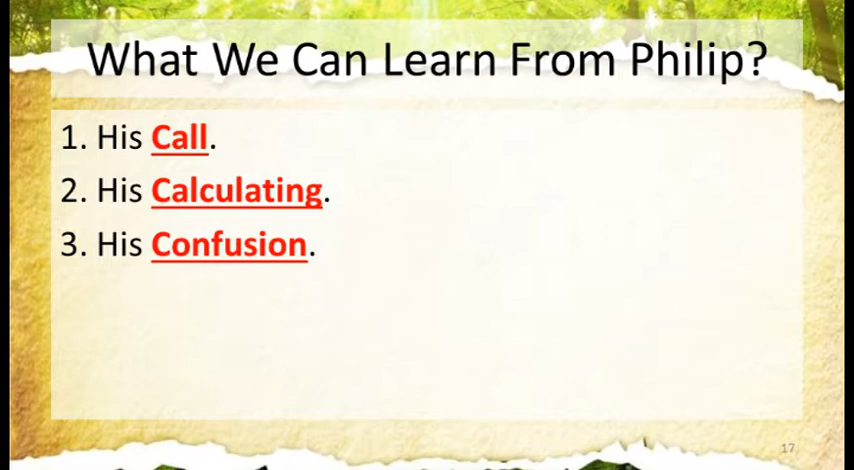 What We Can Learn From Philip?
1. His Call.
2. His Calculating.
3. His Confusion.
17